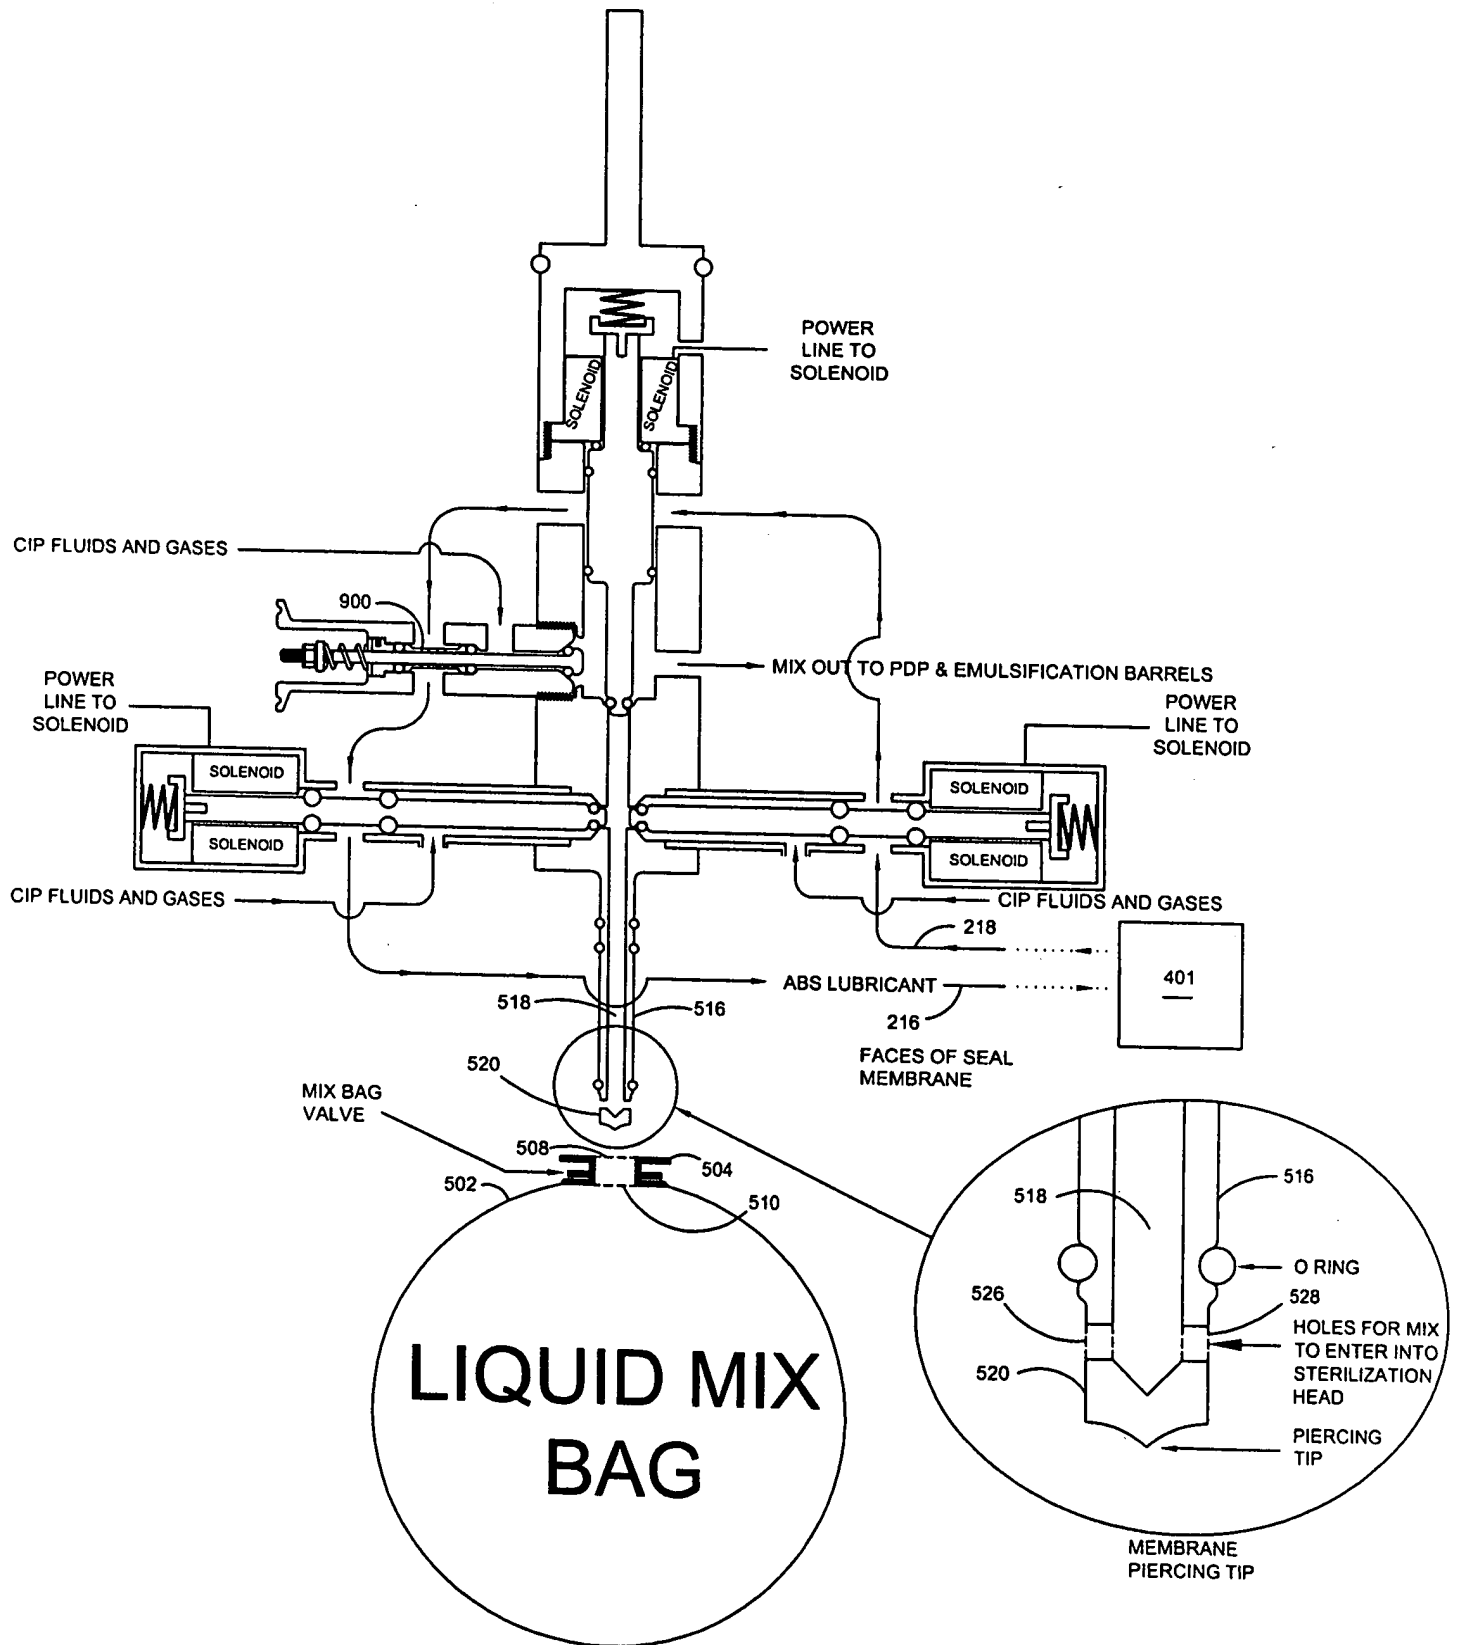 POWER
LINE TO
SOLENOID
SOLENOID
SOLENOID
CIP FLUIDS AND GASES
900
MIX OUT TO PDP & EMULSIFICATION BARRELS
POWER
LINE TO
SOLENOID
POWER
LINE TO
SOLENOID
SOLENOID
SOLENOID
SOLENOID
SOLENOID
CIP FLUIDS AND GASES
CIP FLUIDS AND GASES
218
401
ABS LUBRICANT
216
518
516
FACES OF SEAL
MEMBRANE
520
MIX BAG
VALVE
508
504
502
510
518
516
O RING
526
528
HOLES FOR MIX
TO ENTER INTO
STERILIZATION
HEAD
520
PIERCING
TIP
LIQUID MIX
BAG
MEMBRANE
PIERCING TIP